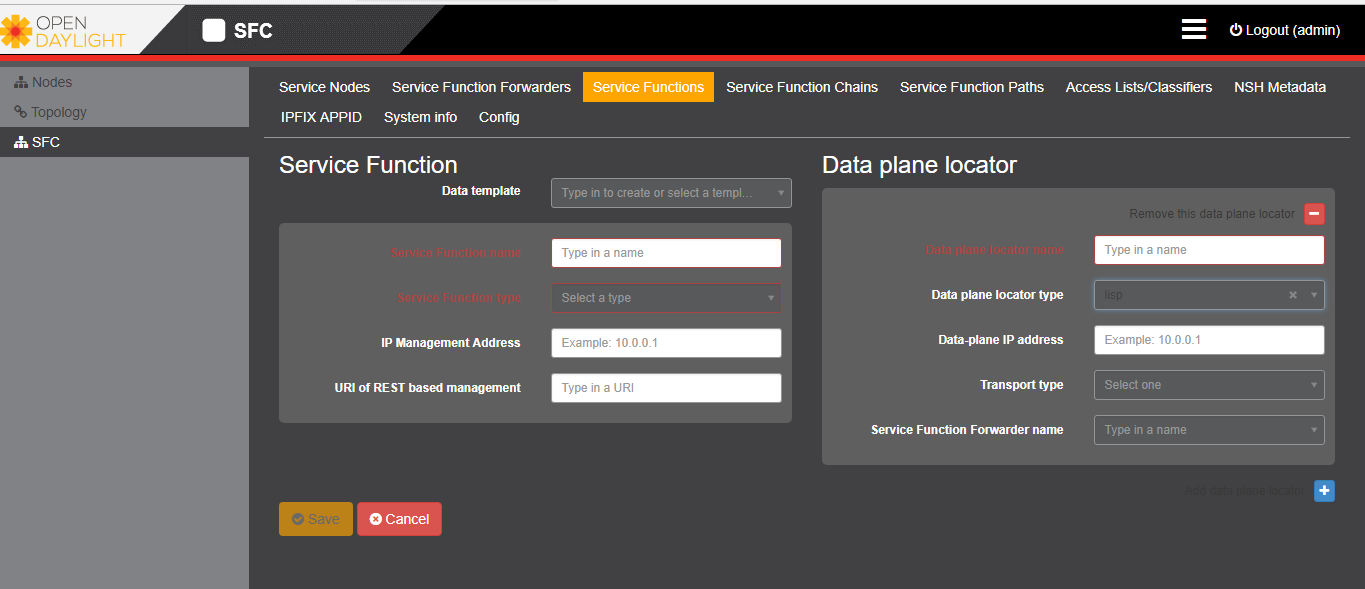 OPEN
DAYLIGHT
SFC
Logout (admin)
Nodes
Topology
SFC
Service Nodes Service Function Forwarders Service Functions Service Function Chains Service Function Paths Access Lists/Classifiers NSH Metadata
IPFIX APPID System info Config
Service Function
Data template Type in to create or select a templ...
Service Function name Type in a name
Service Function type Select a type
IP Management Address Example: 10.0.0.1
URI of REST based management Type in a URI
Save Cancel
Data plane locator
Remove this data plane locator
Data plane locator name Type in a name
Data plane locator type lisp
Data-plane IP address Example: 10.0.0.1
Transport type Select one
Service Function Forwarder name Type in a name
Add data plane locator